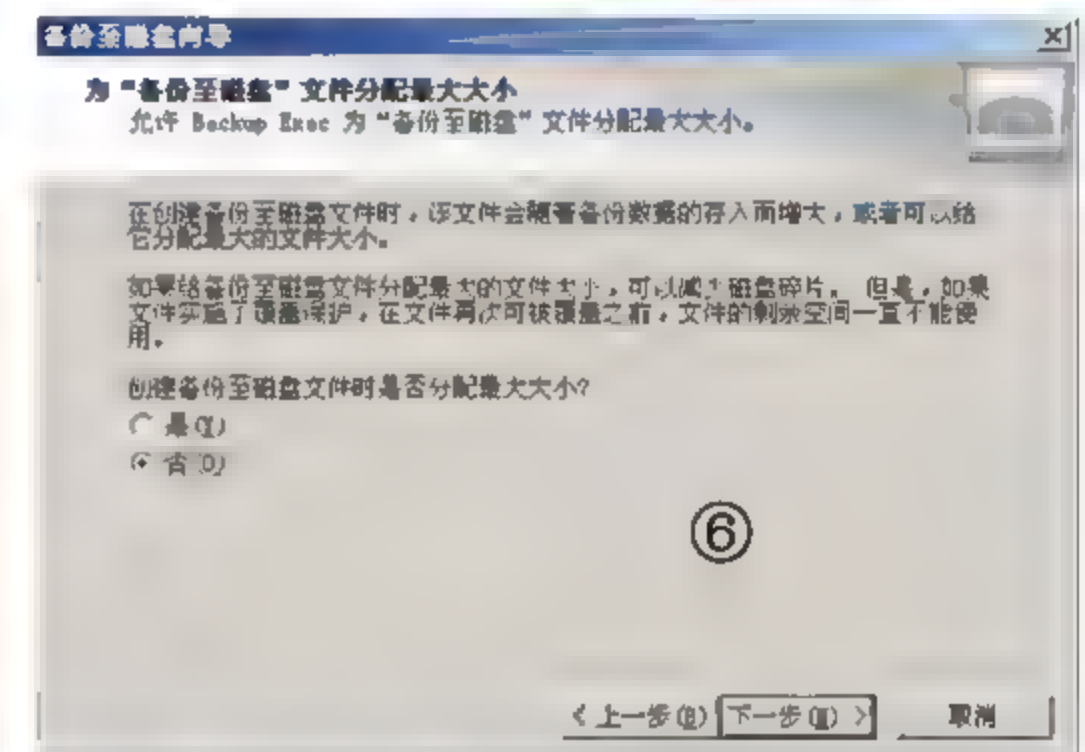 备份至磁盘向导
为“备份至磁盘”文件分配最大大小
允许 Backup Exec 为“备份至磁盘”文件分配最大大小。
在创建备份至磁盘文件时，该文件会随着备份数据的存入而增大，或者可以给
它分配最大的文件大小。
如果给备份至磁盘文件分配最大的文件大小，可以减少磁盘碎片。 但是，如果
文件实施了覆盖保护，在文件再次可被覆盖之前，文件的剩余空间一直不能使
用。
创建备份至磁盘文件时是否分配最大大小?
是(Y)
否(O)
⑥
< 上一步(B) 下一步(N) > 取消